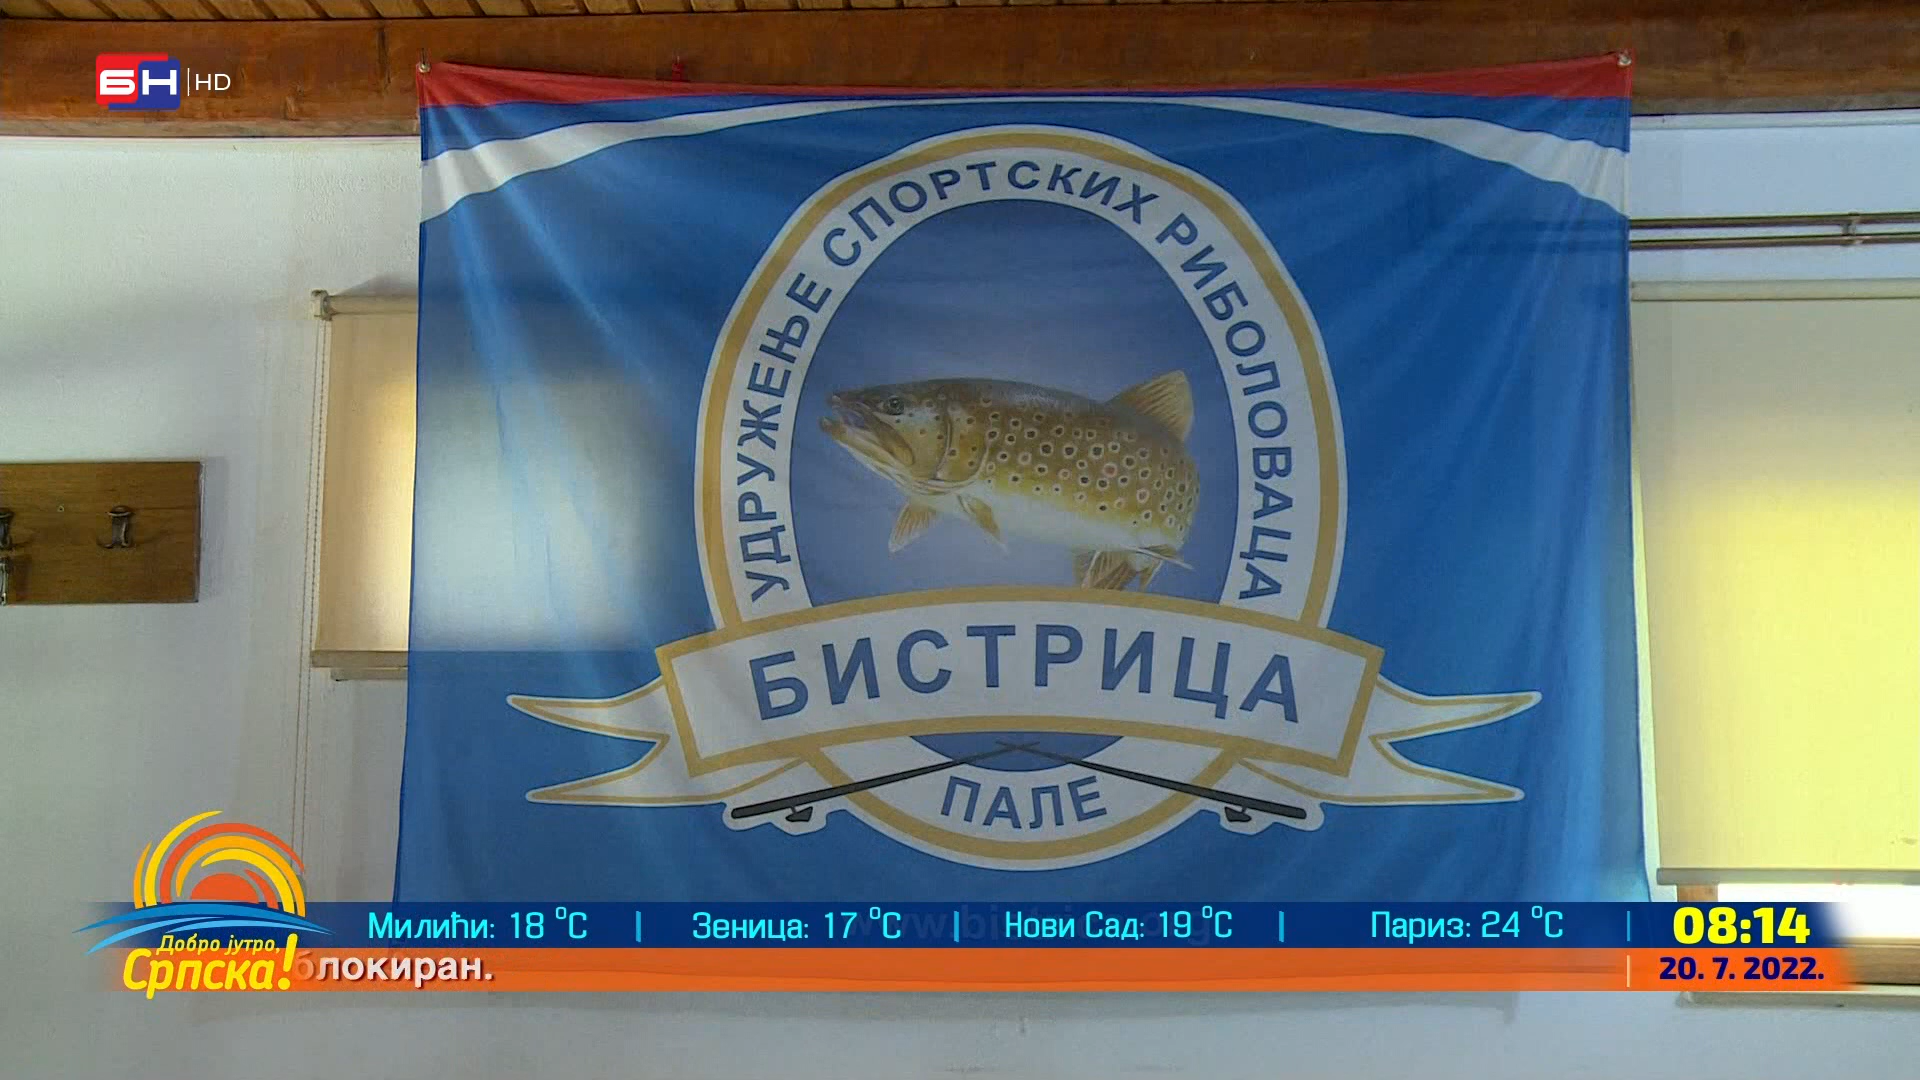 БН HD
УДРУЖЕЊЕ СПОРТСКИХ РИБОЛОВАЦА
БИСТРИЦА
ПАЛЕ
Милићи: 18 °C | Зеница: 17 °C | Нови Сад: 19 °C | Париз: 24 °C | 08:14
Добро јутро,
Српска!
блокиран.
20. 7. 2022.